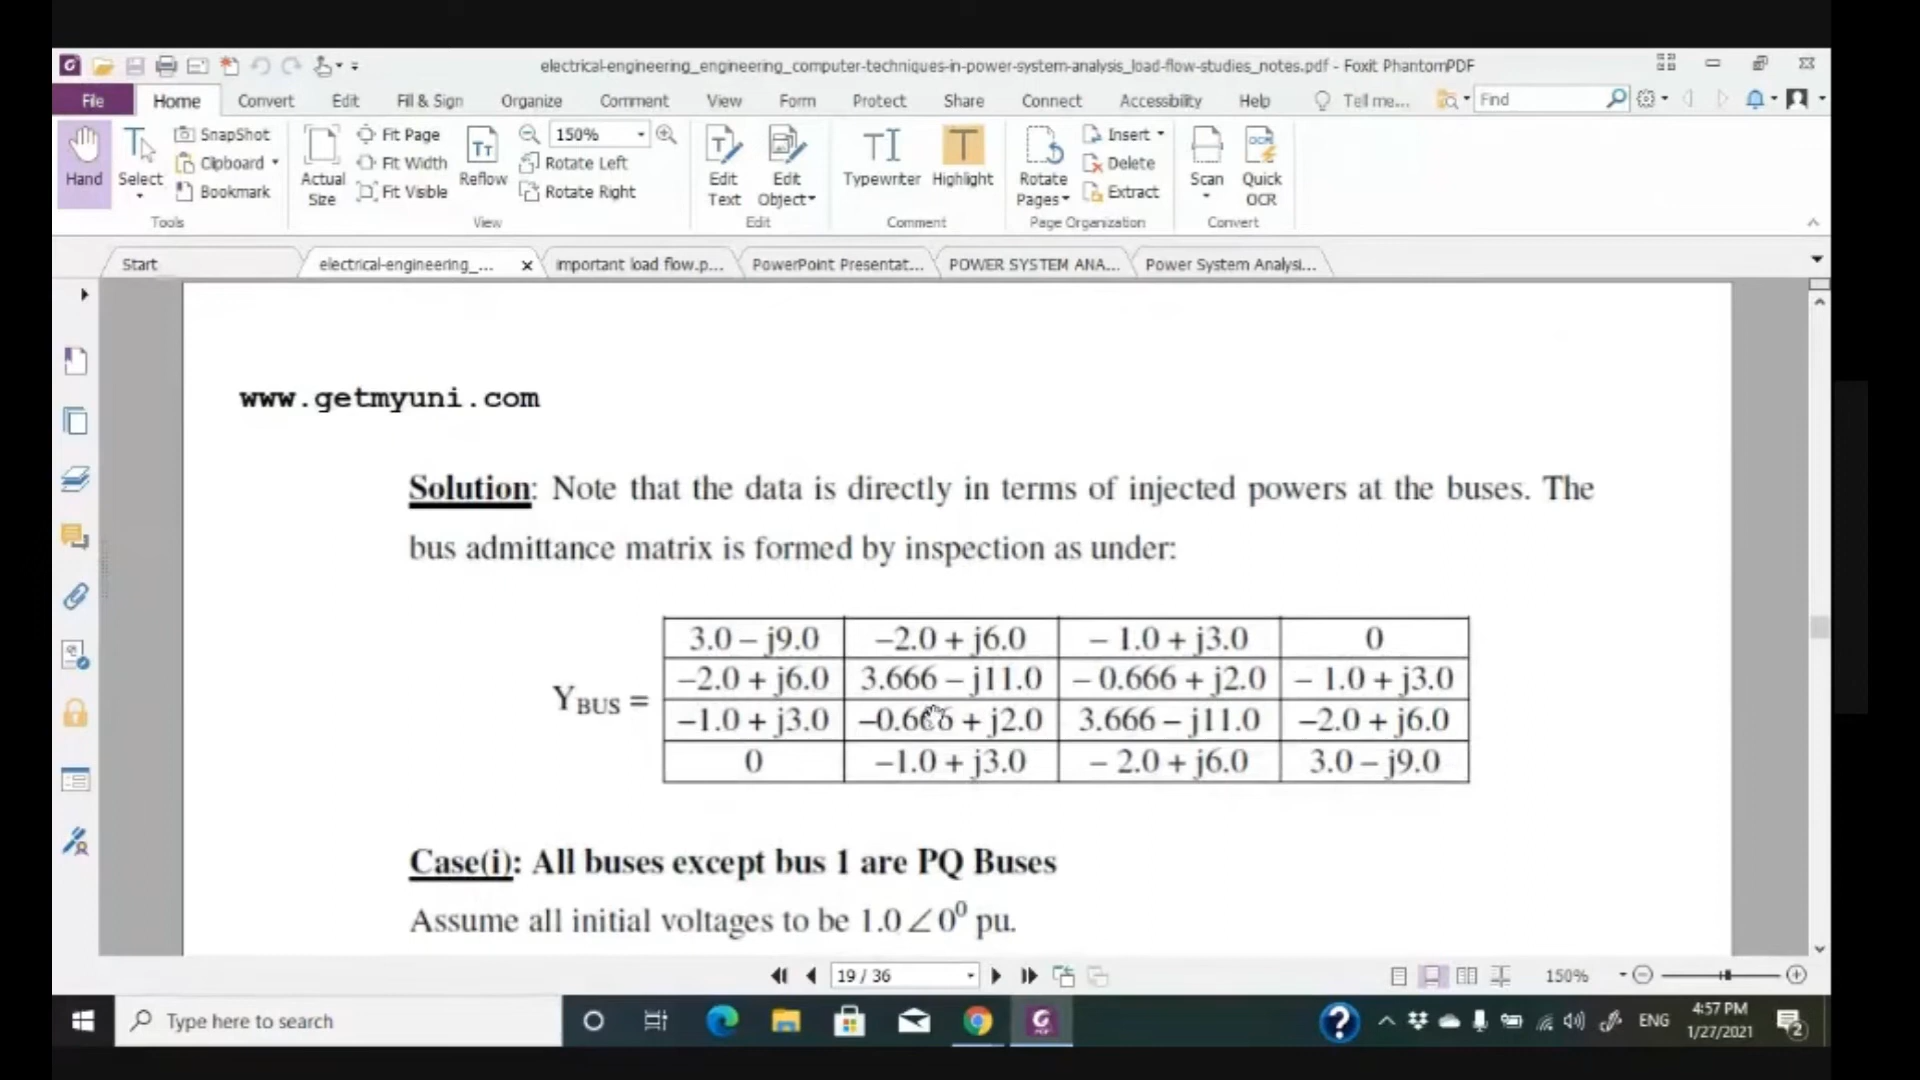 electrical-engineering_engineering_computer-techniques-in-power-system-analysis_load-flow-studies_notes.pdf - Foxit PhantomPDF
File Home Convert Edit Fill & Sign Organize Comment View Form Protect Share Connect Accessibility Help Tell me... Find
Hand
Select
SnapShot
Clipboard
Bookmark
Tools
Actual Size
Fit Page
Fit Width
Fit Visible
Reflow
150%
Rotate Left
Rotate Right
View
Edit Text
Edit Object
Edit
Typewriter
Highlight
Comment
Rotate Pages
Insert
Delete
Extract
Page Organization
Scan
Quick OCR
Convert
Start electrical-engineering_... important load flow.p... PowerPoint Presentat... POWER SYSTEM ANA... Power System Analysi...
www.getmyuni.com
Solution: Note that the data is directly in terms of injected powers at the buses. The
bus admittance matrix is formed by inspection as under:
Y_BUS =
3.0 – j9.0 –2.0 + j6.0 – 1.0 + j3.0 0
–2.0 + j6.0 3.666 – j11.0 – 0.666 + j2.0 – 1.0 + j3.0
–1.0 + j3.0 –0.666 + j2.0 3.666 – j11.0 –2.0 + j6.0
0 –1.0 + j3.0 – 2.0 + j6.0 3.0 – j9.0
Case(i): All buses except bus 1 are PQ Buses
Assume all initial voltages to be 1.0∠0⁰ pu.
19 / 36
150%
Type here to search
ENG
4:57 PM
1/27/2021
2